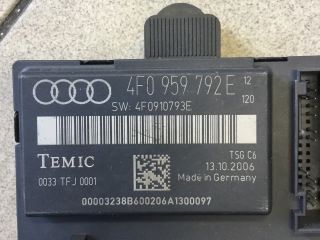 4F0 959 792 E 12
120
SW: 4F0910793E
TEMIC
TSG C6
13.10.2006
0033 TFJ 0001
Made in Germany
00003238B600206A1300097